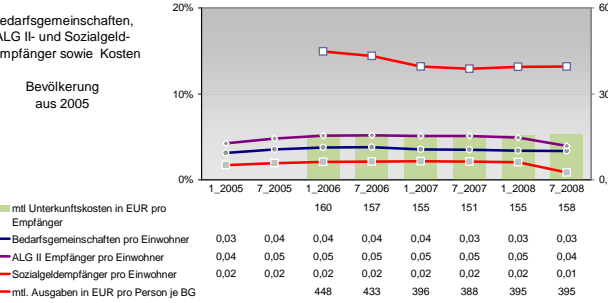 edarfsgemeinschaften,
ALG II- und Sozialgeld-
mpfänger sowie Kosten
Bevölkerung
aus 2005
20%
10%
0%
60
30
0,
1_2005 7_2005 1_2006 7_2006 1_2007 7_2007 1_2008 7_2008
mtl Unterkunftskosten in EUR pro Empfänger 160 157 155 151 155 158
Bedarfsgemeinschaften pro Einwohner 0,03 0,04 0,04 0,04 0,04 0,03 0,03 0,03
ALG II Empfänger pro Einwohner 0,04 0,05 0,05 0,05 0,05 0,05 0,05 0,04
Sozialgeldempfänger pro Einwohner 0,02 0,02 0,02 0,02 0,02 0,02 0,02 0,01
mtl. Ausgaben in EUR pro Person je BG 448 433 396 388 395 395